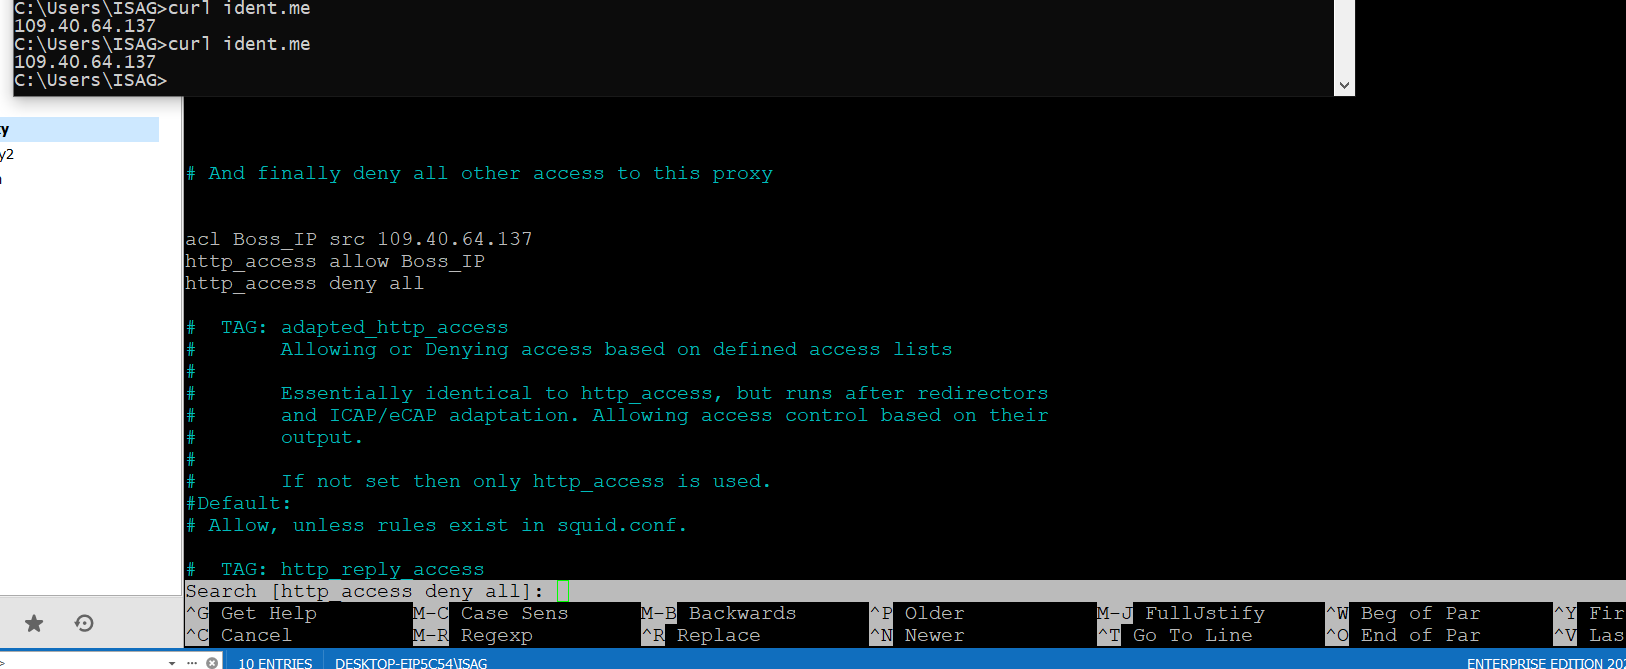 C:\Users\ISAG>curl ident.me
109.40.64.137
C:\Users\ISAG>curl ident.me
109.40.64.137
C:\Users\ISAG>
y
y2
# And finally deny all other access to this proxy
acl Boss_IP src 109.40.64.137
http_access allow Boss_IP
http_access deny all
#  TAG: adapted_http_access
#       Allowing or Denying access based on defined access lists
#
#       Essentially identical to http_access, but runs after redirectors
#       and ICAP/eCAP adaptation. Allowing access control based on their
#       output.
#
#       If not set then only http_access is used.
#Default:
# Allow, unless rules exist in squid.conf.
#  TAG: http_reply_access
Search [http_access deny all]:
^G Get Help M-C Case Sens M-B Backwards ^P Older M-J FullJstify ^W Beg of Par ^Y Fir
^C Cancel M-R Regexp ^R Replace ^N Newer ^T Go To Line ^O End of Par ^V Las
10 ENTRIES DESKTOP-EIP5C54\ISAG ENTERPRISE EDITION 202